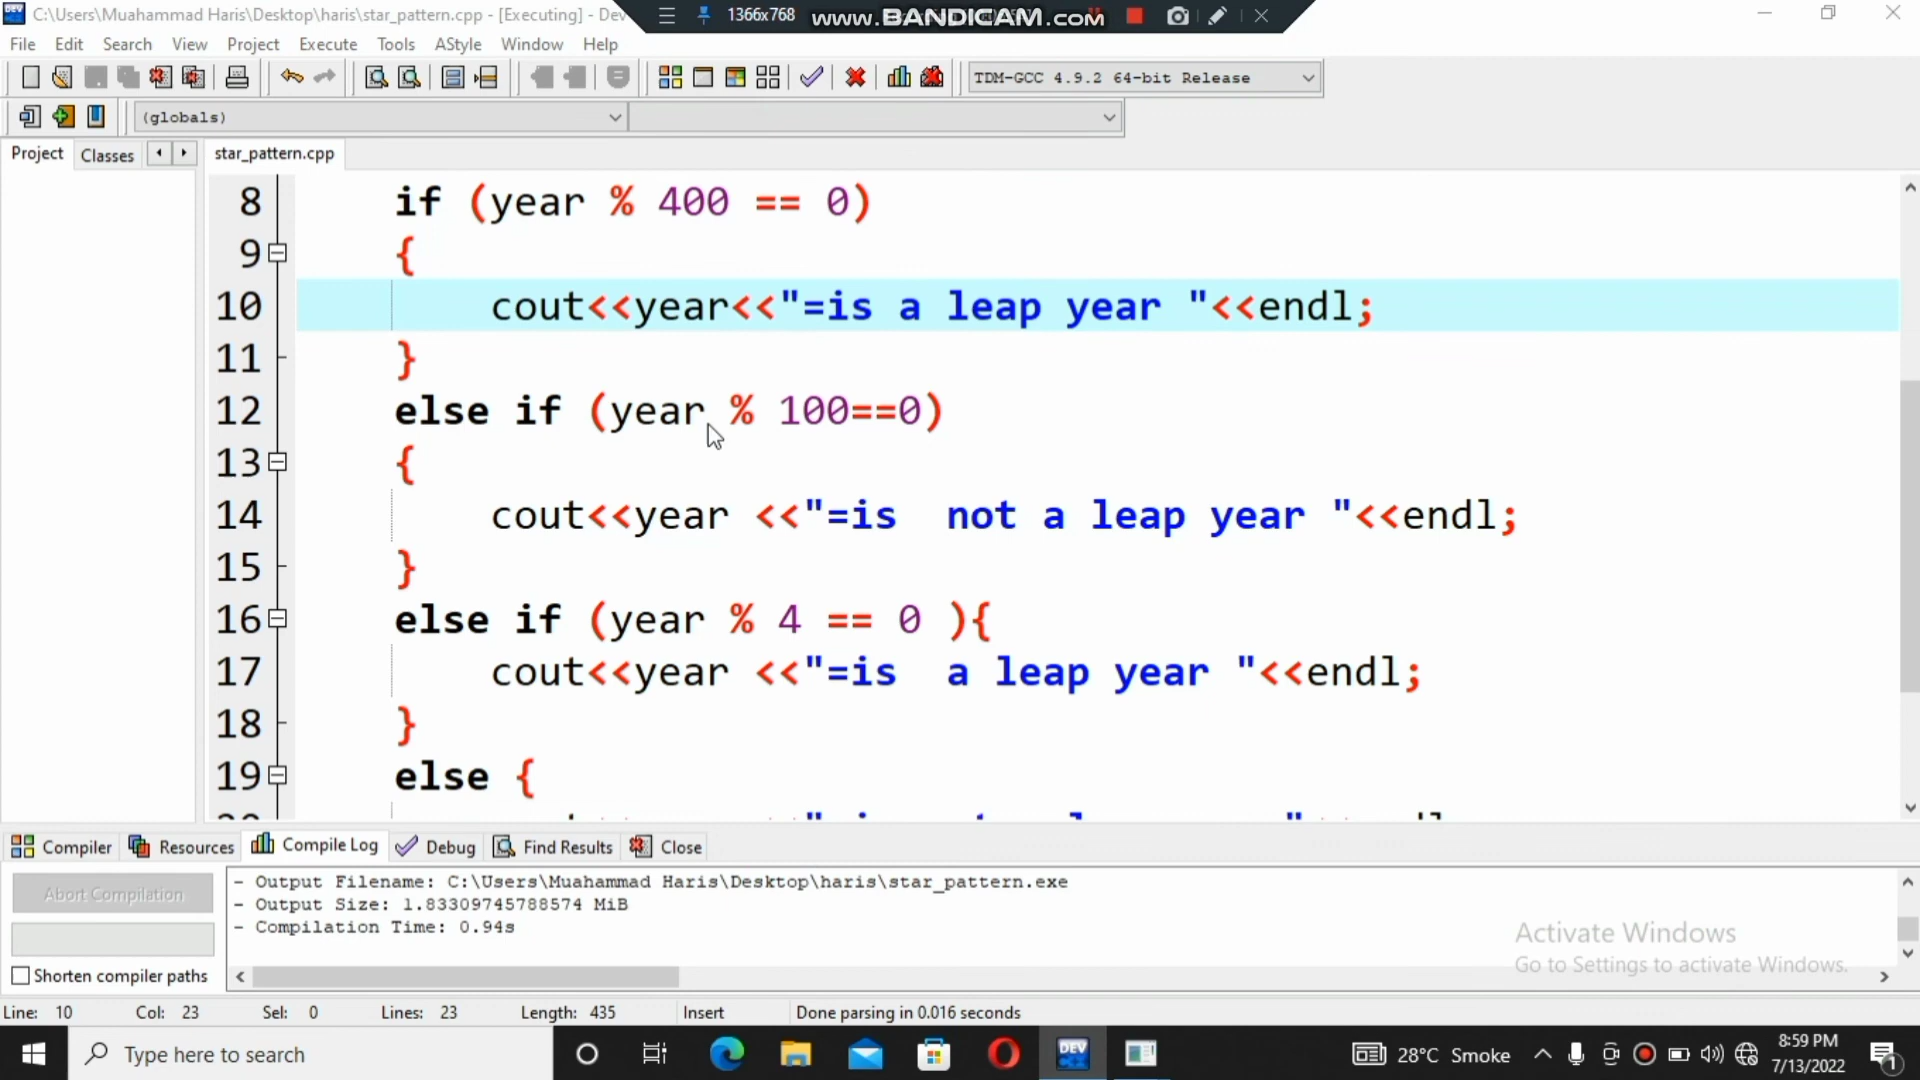 C:\Users\Muahammad Haris\Desktop\haris\star_pattern.cpp - [Executing] - Dev
1366x768
www.BANDICAM.com
File Edit Search View Project Execute Tools AStyle Window Help
TDM-GCC 4.9.2 64-bit Release
(globals)
Project Classes star_pattern.cpp
8 if (year % 400 == 0)
9 {
10 cout<<year<<"=is a leap year "<<endl;
11 }
12 else if (year % 100==0)
13 {
14 cout<<year <<"=is  not a leap year "<<endl;
15 }
16 else if (year % 4 == 0 ){
17 cout<<year <<"=is  a leap year "<<endl;
18 }
19 else {
Compiler Resources Compile Log Debug Find Results Close
Abort Compilation
Shorten compiler paths
- Output Filename: C:\Users\Muahammad Haris\Desktop\haris\star_pattern.exe
- Output Size: 1.83309745788574 MiB
- Compilation Time: 0.94s
Activate Windows
Go to Settings to activate Windows.
Line: 10 Col: 23 Sel: 0 Lines: 23 Length: 435 Insert Done parsing in 0.016 seconds
Type here to search
DEV
28°C Smoke
8:59 PM
7/13/2022
1